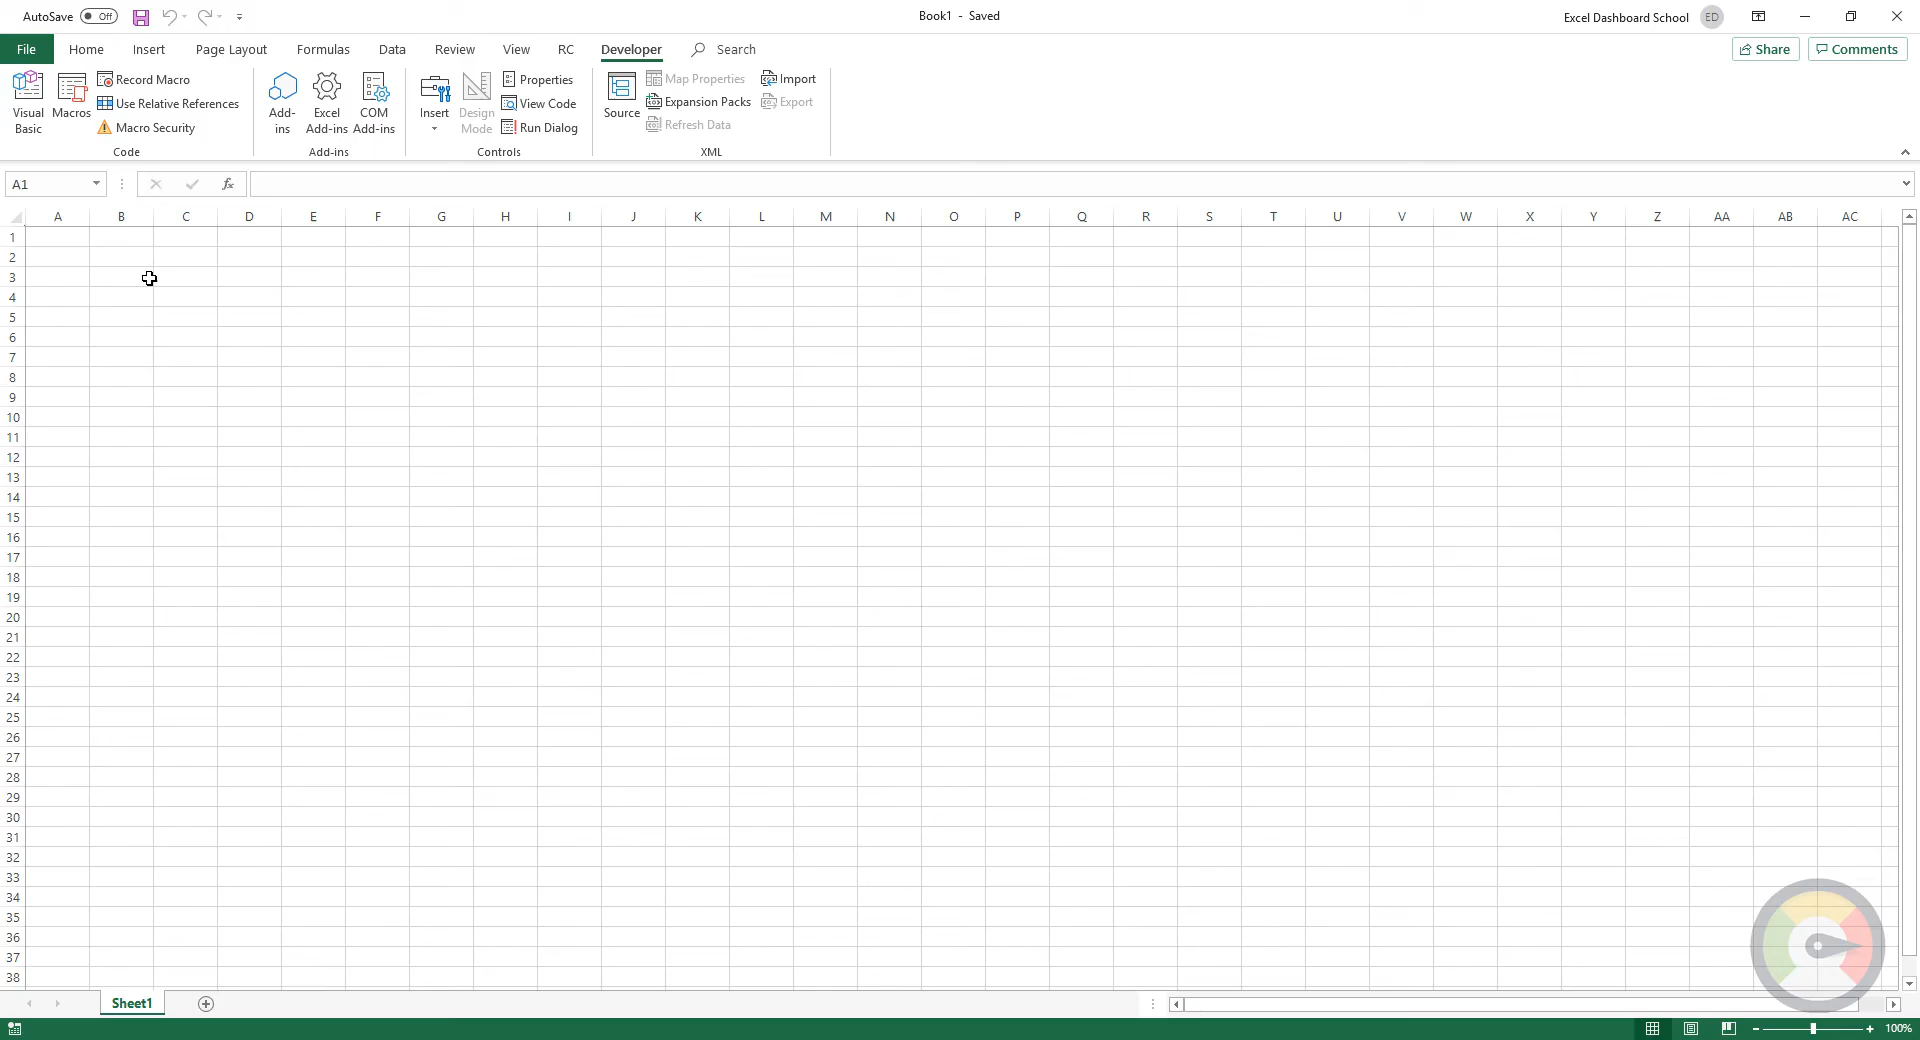 AutoSave Off Book1 - Saved Excel Dashboard School ED
File Home Insert Page Layout Formulas Data Review View RC Developer Search Share Comments
Visual Basic
Macros
Record Macro
Use Relative References
Macro Security
Code
Add-ins
Excel Add-ins
COM Add-ins
Add-ins
Insert
Design Mode
Properties
View Code
Run Dialog
Controls
Source
Map Properties
Expansion Packs
Refresh Data
Import
Export
XML
A1 fx
A B C D E F G H I J K L M N O P Q R S T U V W X Y Z AA AB AC
1
2
3
4
5
6
7
8
9
10
11
12
13
14
15
16
17
18
19
20
21
22
23
24
25
26
27
28
29
30
31
32
33
34
35
36
37
38
Sheet1
100%